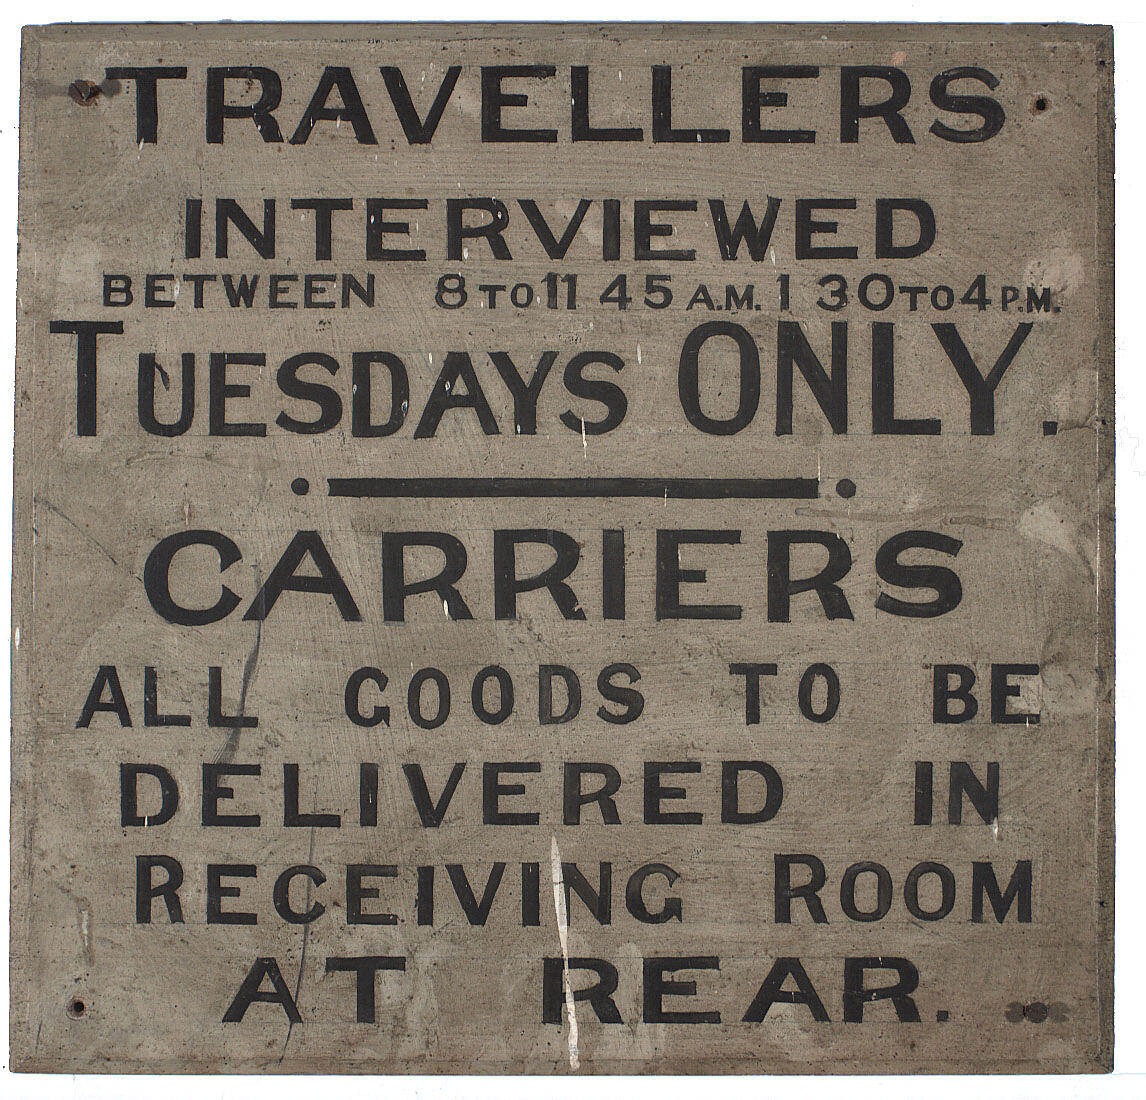 TRAVELLERS
INTERVIEWED
BETWEEN 8 TO 11 45 A.M. 1 30 TO 4 P.M.
TUESDAYS ONLY.
CARRIERS
ALL GOODS TO BE
DELIVERED IN
RECEIVING ROOM
AT REAR.